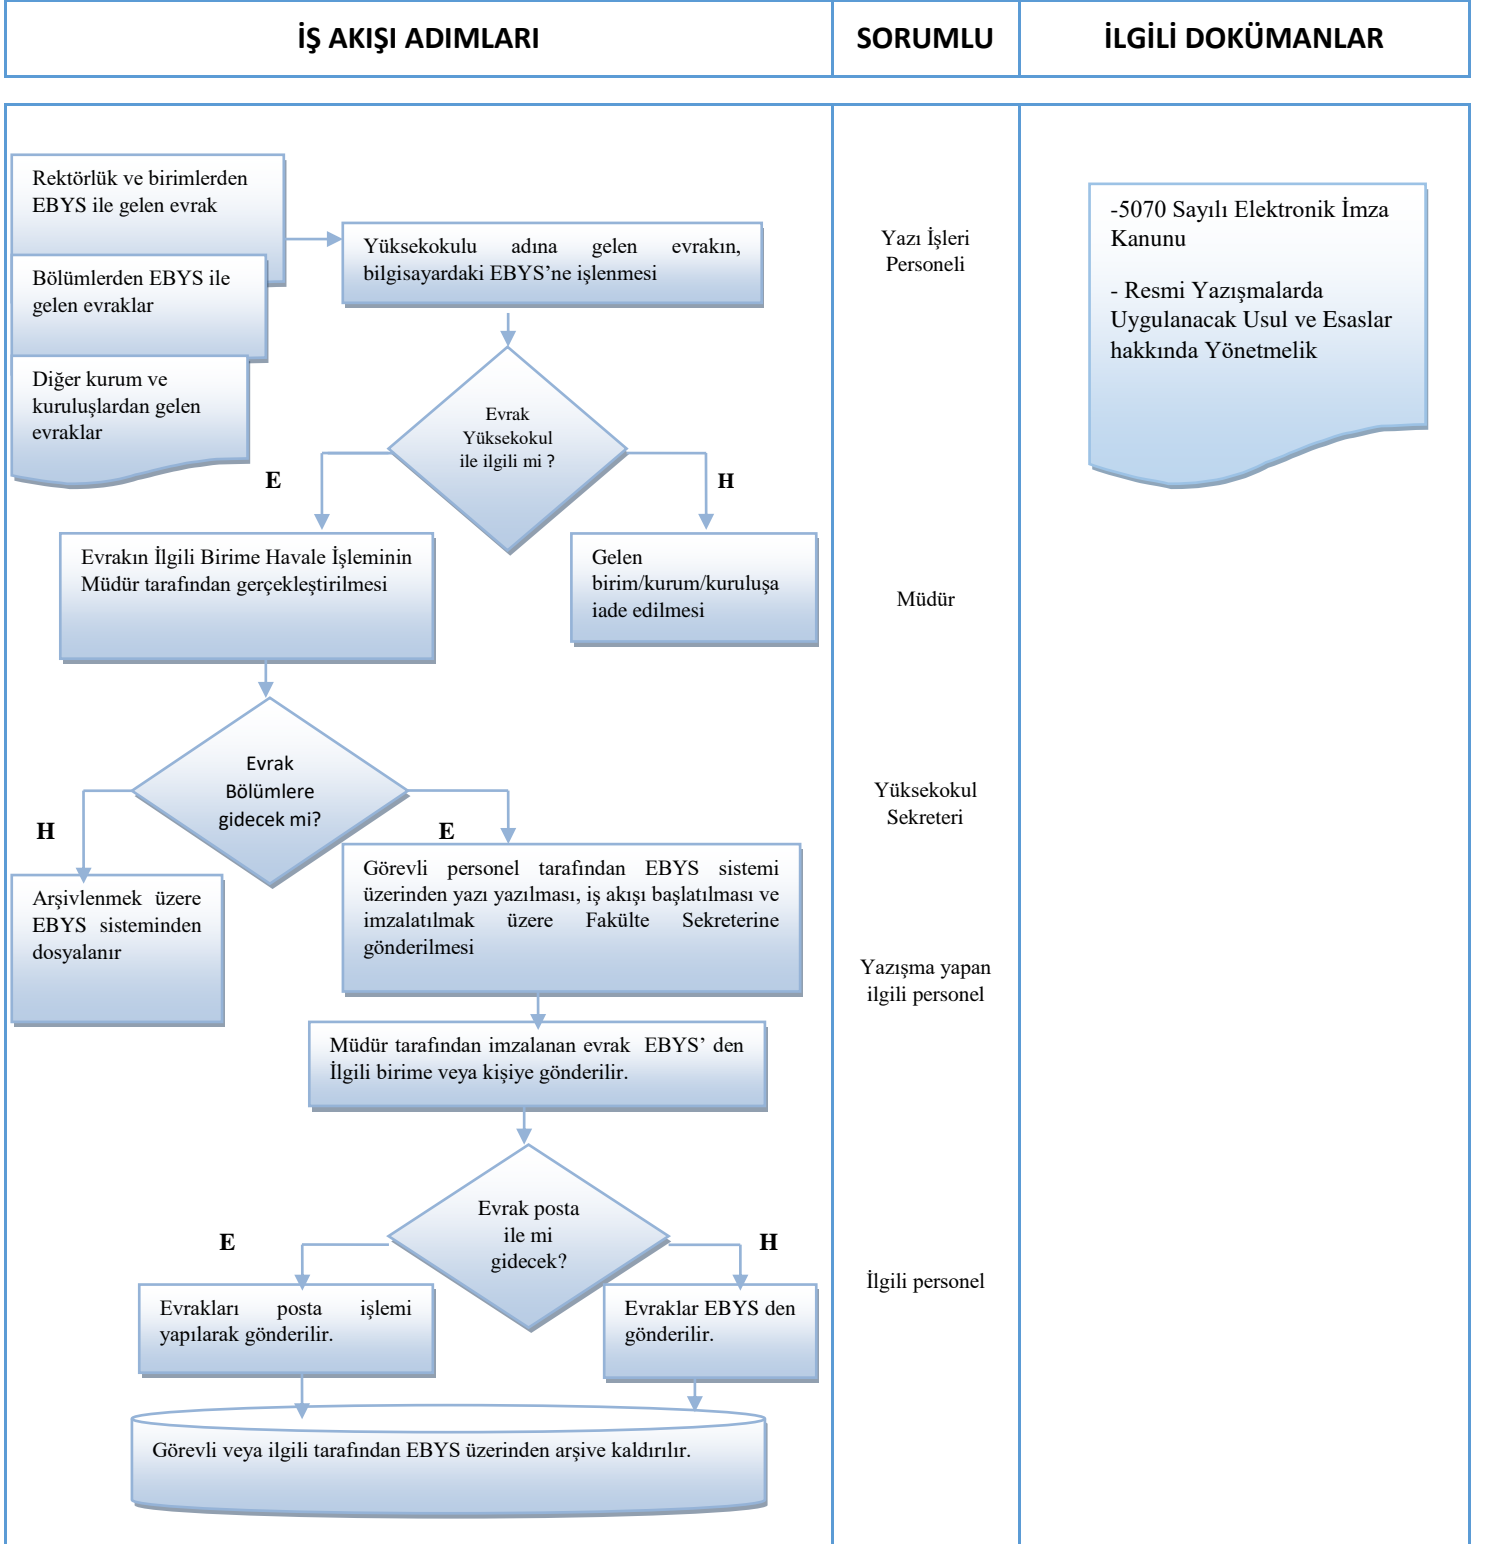 İŞ AKIŞI ADIMLARI
SORUMLU
İLGİLİ DOKÜMANLAR
Rektörlük ve birimlerden
EBYS ile gelen evrak
Bölümlerden EBYS ile
gelen evraklar
Diğer kurum ve
kuruluşlardan gelen
evraklar
Yüksekokulu adına gelen evrakın,
bilgisayardaki EBYS’ne işlenmesi
Yazı İşleri
Personeli
-5070 Sayılı Elektronik İmza
Kanunu
- Resmi Yazışmalarda
Uygulanacak Usul ve Esaslar
hakkında Yönetmelik
Evrak
Yüksekokul
ile ilgili mi ?
E
H
Evrakın İlgili Birime Havale İşleminin
Müdür tarafından gerçekleştirilmesi
Gelen
birim/kurum/kuruluşa
iade edilmesi
Müdür
Evrak
Bölümlere
gidecek mi?
H
E
Yüksekokul
Sekreteri
Arşivlenmek üzere
EBYS sisteminden
dosyalanır
Görevli personel tarafından EBYS sistemi
üzerinden yazı yazılması, iş akışı başlatılması ve
imzalatılmak üzere Fakülte Sekreterine
gönderilmesi
Yazışma yapan
ilgili personel
Müdür tarafından imzalanan evrak EBYS’ den
İlgili birime veya kişiye gönderilir.
Evrak posta
ile mi
gidecek?
E
H
İlgili personel
Evrakları posta işlemi
yapılarak gönderilir.
Evraklar EBYS den
gönderilir.
Görevli veya ilgili tarafından EBYS üzerinden arşive kaldırılır.